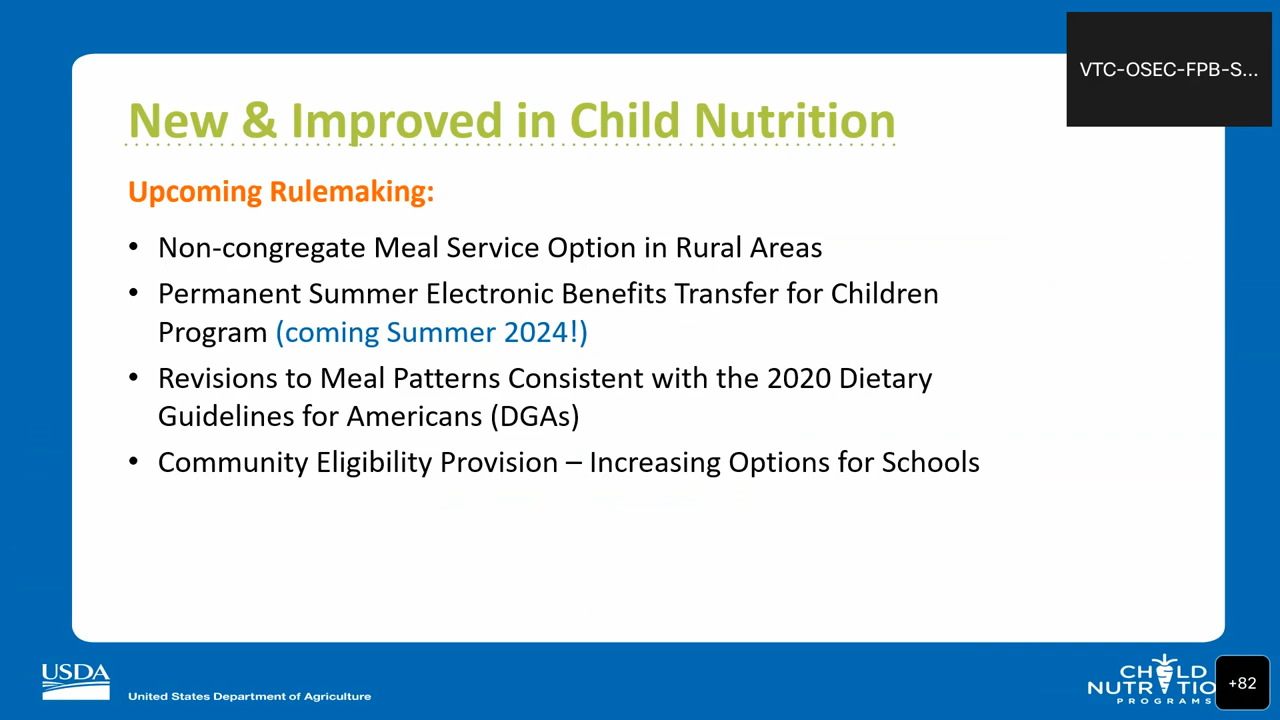 VTC-OSEC-FPB-S...
New & Improved in Child Nutrition
Upcoming Rulemaking:
• Non-congregate Meal Service Option in Rural Areas
• Permanent Summer Electronic Benefits Transfer for Children
Program (coming Summer 2024!)
• Revisions to Meal Patterns Consistent with the 2020 Dietary
Guidelines for Americans (DGAs)
• Community Eligibility Provision – Increasing Options for Schools
USDA
United States Department of Agriculture
CHILD
NUTRITIO
PROGRAMS
+82